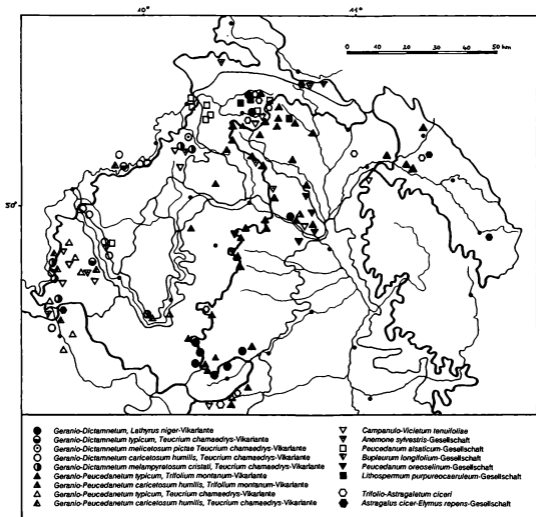 10°
11°
0 10 20 30 40 50 km
50°
Geranio-Dictamnetum, Lathyrus niger-Vikariante
Geranio-Dictamnetum typicum, Teucrium chamaedrys-Vikariante
Geranio-Dictamnetum melicetosum pictae Teucrium chamaedrys-Vikariante
Geranio-Dictamnetum caricetosum humilis, Teucrium chamaedrys-Vikariante
Geranio-Dictamnetum melampyretosum cristati, Teucrium chamaedrys-Vikariante
Geranio-Peucedanetum typicum, Trifolium montanum-Vikariante
Geranio-Peucedanetum caricetosum humilis, Trifolium montanum-Vikariante
Geranio-Peucedanetum typicum, Teucrium chamaedrys-Vikariante
Geranio-Peucedanetum caricetosum humilis, Teucrium chamaedrys-Vikariante
Campanulo-Vicietum tenuifoliae
Anemone sylvestris-Gesellschaft
Peucedanum alsaticum-Gesellschaft
Bupleurum longifolium-Gesellschaft
Peucedanum oreoselinum-Gesellschaft
Lithospermum purpureocaeruleum-Gesellschaft
Trifolio-Astragaletum ciceri
Astragalus cicer-Elymus repens-Gesellschaft